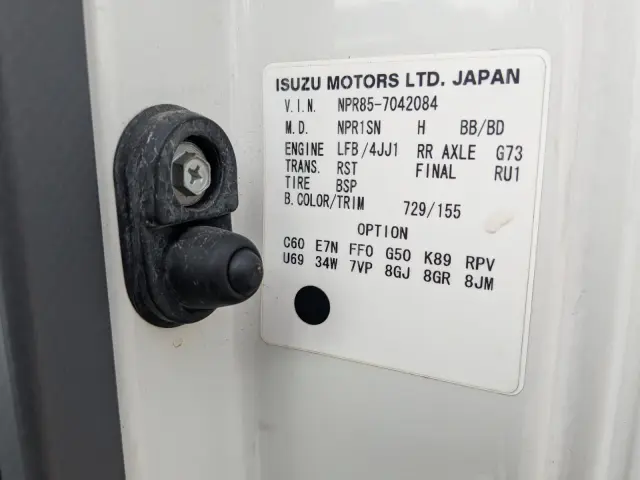 ISUZU MOTORS LTD. JAPAN
V.I.N. NPR85-7042084
M.D. NPR1SN H BB/BD
ENGINE LFB/4JJ1 RR AXLE G73
TRANS. RST FINAL RU1
TIRE BSP
B.COLOR/TRIM 729/155
OPTION
C60 E7N FF0 G50 K89 RPV
U69 34W 7VP 8GJ 8GR 8JM